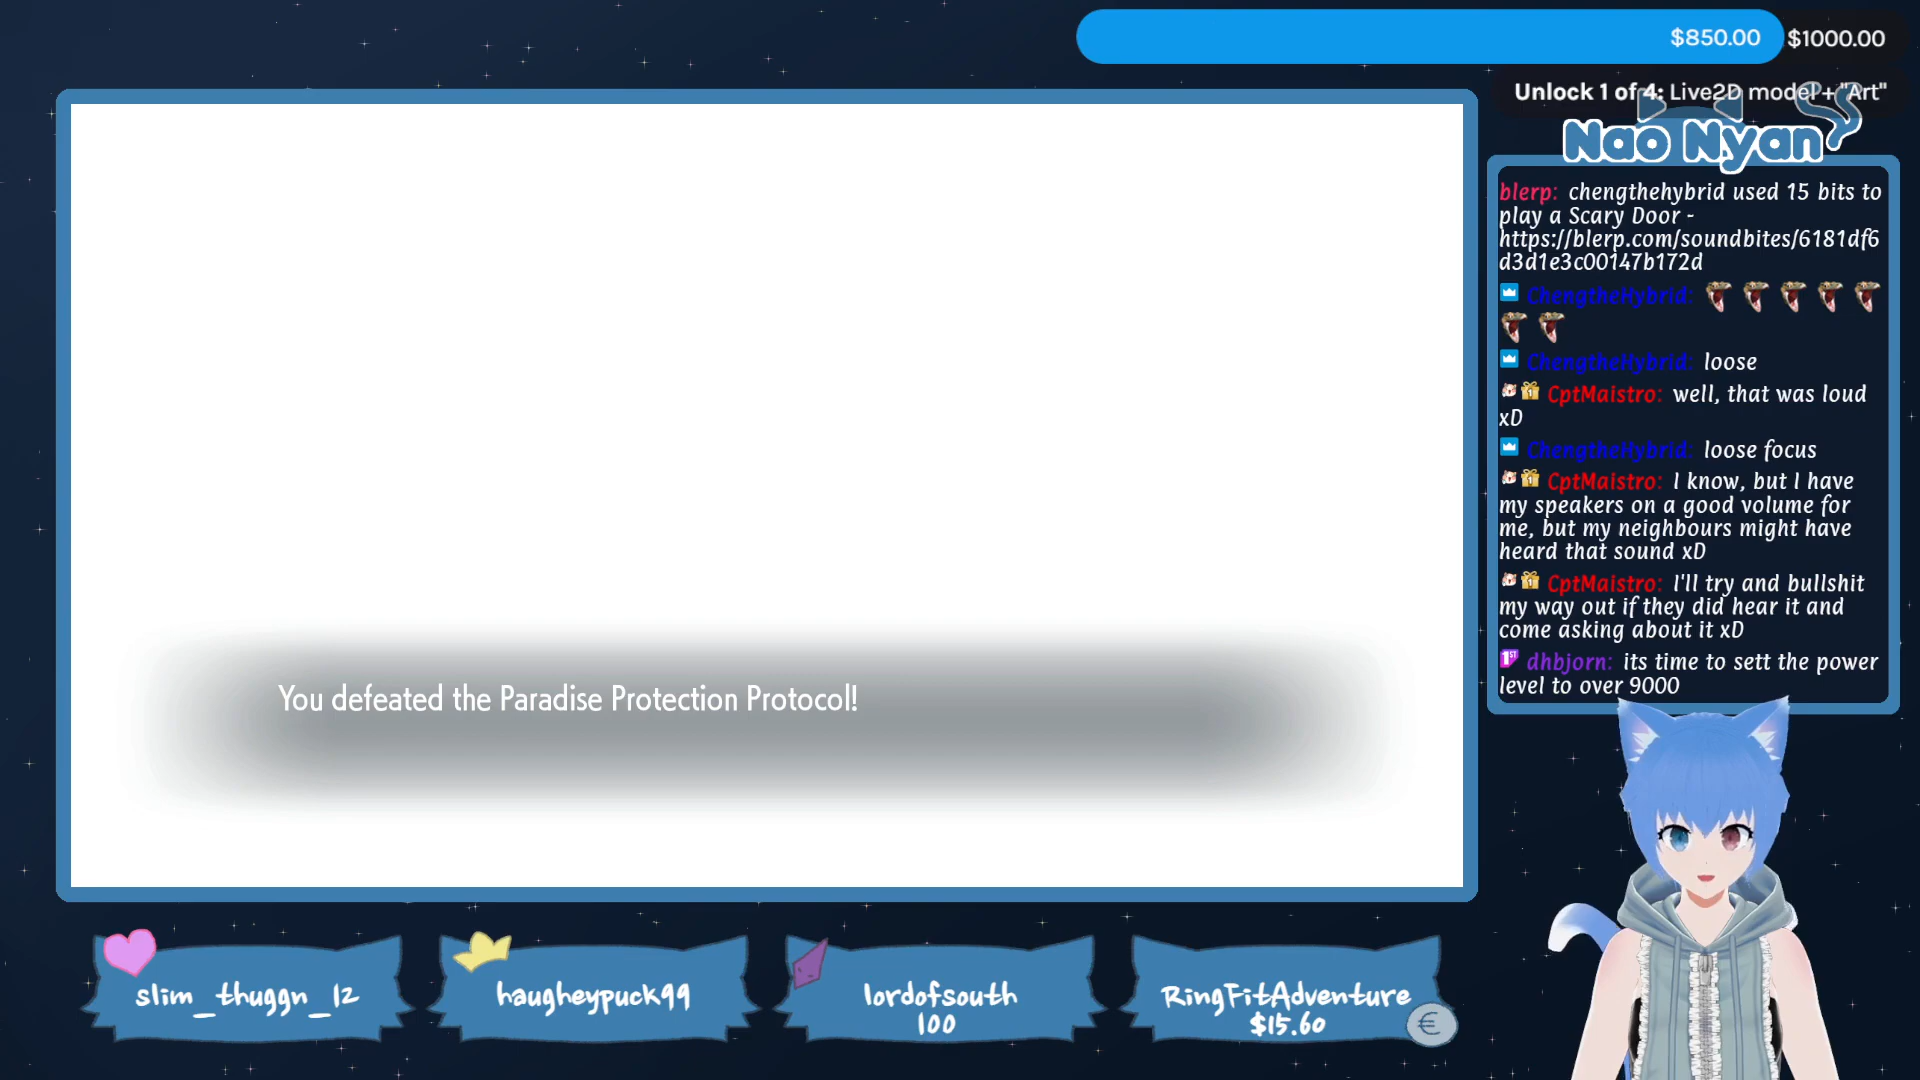 $850.00 $1000.00
Unlock 1 of 4: Live2D model + "Art"
Nao Nyan
blerp: chengthehybrid used 15 bits to
play a Scary Door -
https://blerp.com/soundbites/6181df6
d3d1e3c00147b172d
ChengtheHybrid:
ChengtheHybrid: loose
CptMaistro: well, that was loud
xD
ChengtheHybrid: loose focus
CptMaistro: I know, but I have
my speakers on a good volume for
me, but my neighbours might have
heard that sound xD
CptMaistro: I'll try and bullshit
my way out if they did hear it and
come asking about it xD
1ST dhbjorn: its time to sett the power
level to over 9000
You defeated the Paradise Protection Protocol!
slim_thuggn_12
haugheypuck99
lordofsouth
100
RingFitAdventure
$15.60
€